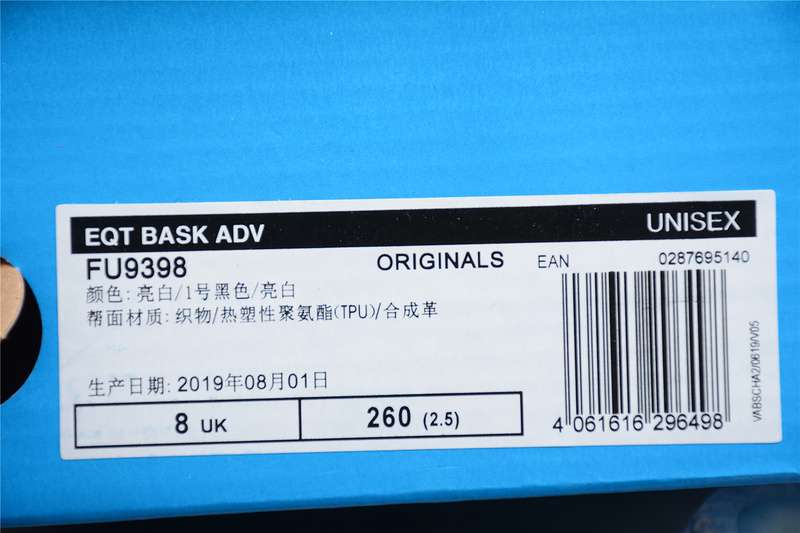 EQT BASK ADV
UNISEX
FU9398
ORIGINALS
EAN
0287695140
颜色: 亮白/1号黑色/亮白
帮面材质: 织物/热塑性聚氨酯(TPU)/合成革
生产日期: 2019年08月01日
8 UK
260 (2.5)
4 061616 296498
VABSCHA2/0619/V05